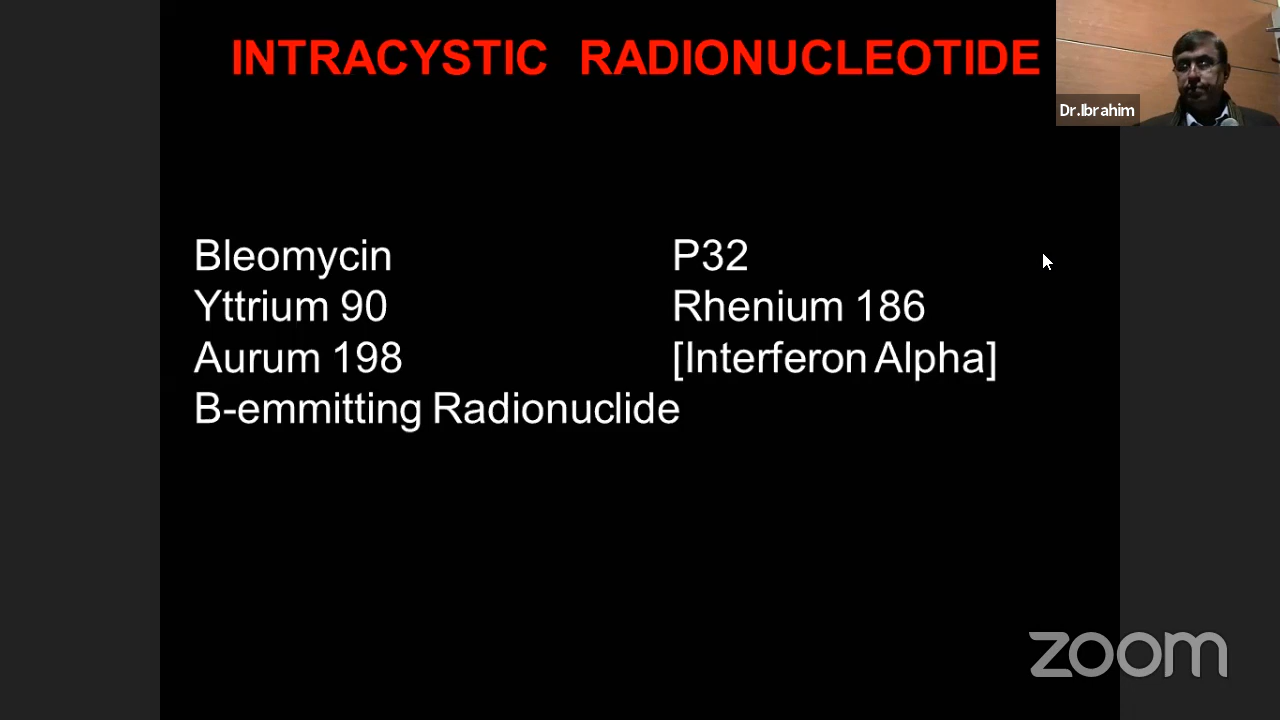 INTRACYSTIC RADIONUCLEOTIDE
Dr.Ibrahim
Bleomycin
P32
Yttrium 90
Rhenium 186
Aurum 198
[Interferon Alpha]
B-emmitting Radionuclide
zoom